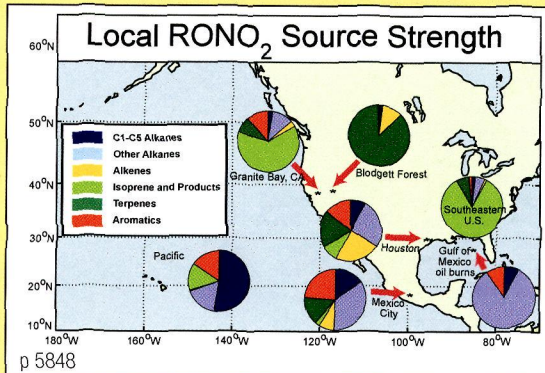 Local RONO₂ Source Strength
60°N
50°N
40°N
30°N
20°N
10°N
C1-C5 Alkanes
Other Alkanes
Alkenes
Isoprene and Products
Terpenes
Aromatics
Granite Bay, CA
Blodgett Forest
Southeastern
U.S.
Houston
Gulf of
Mexico
oil burns
Pacific
Mexico
City
180°W
160°W
140°W
120°W
100°W
80°W
p 5848